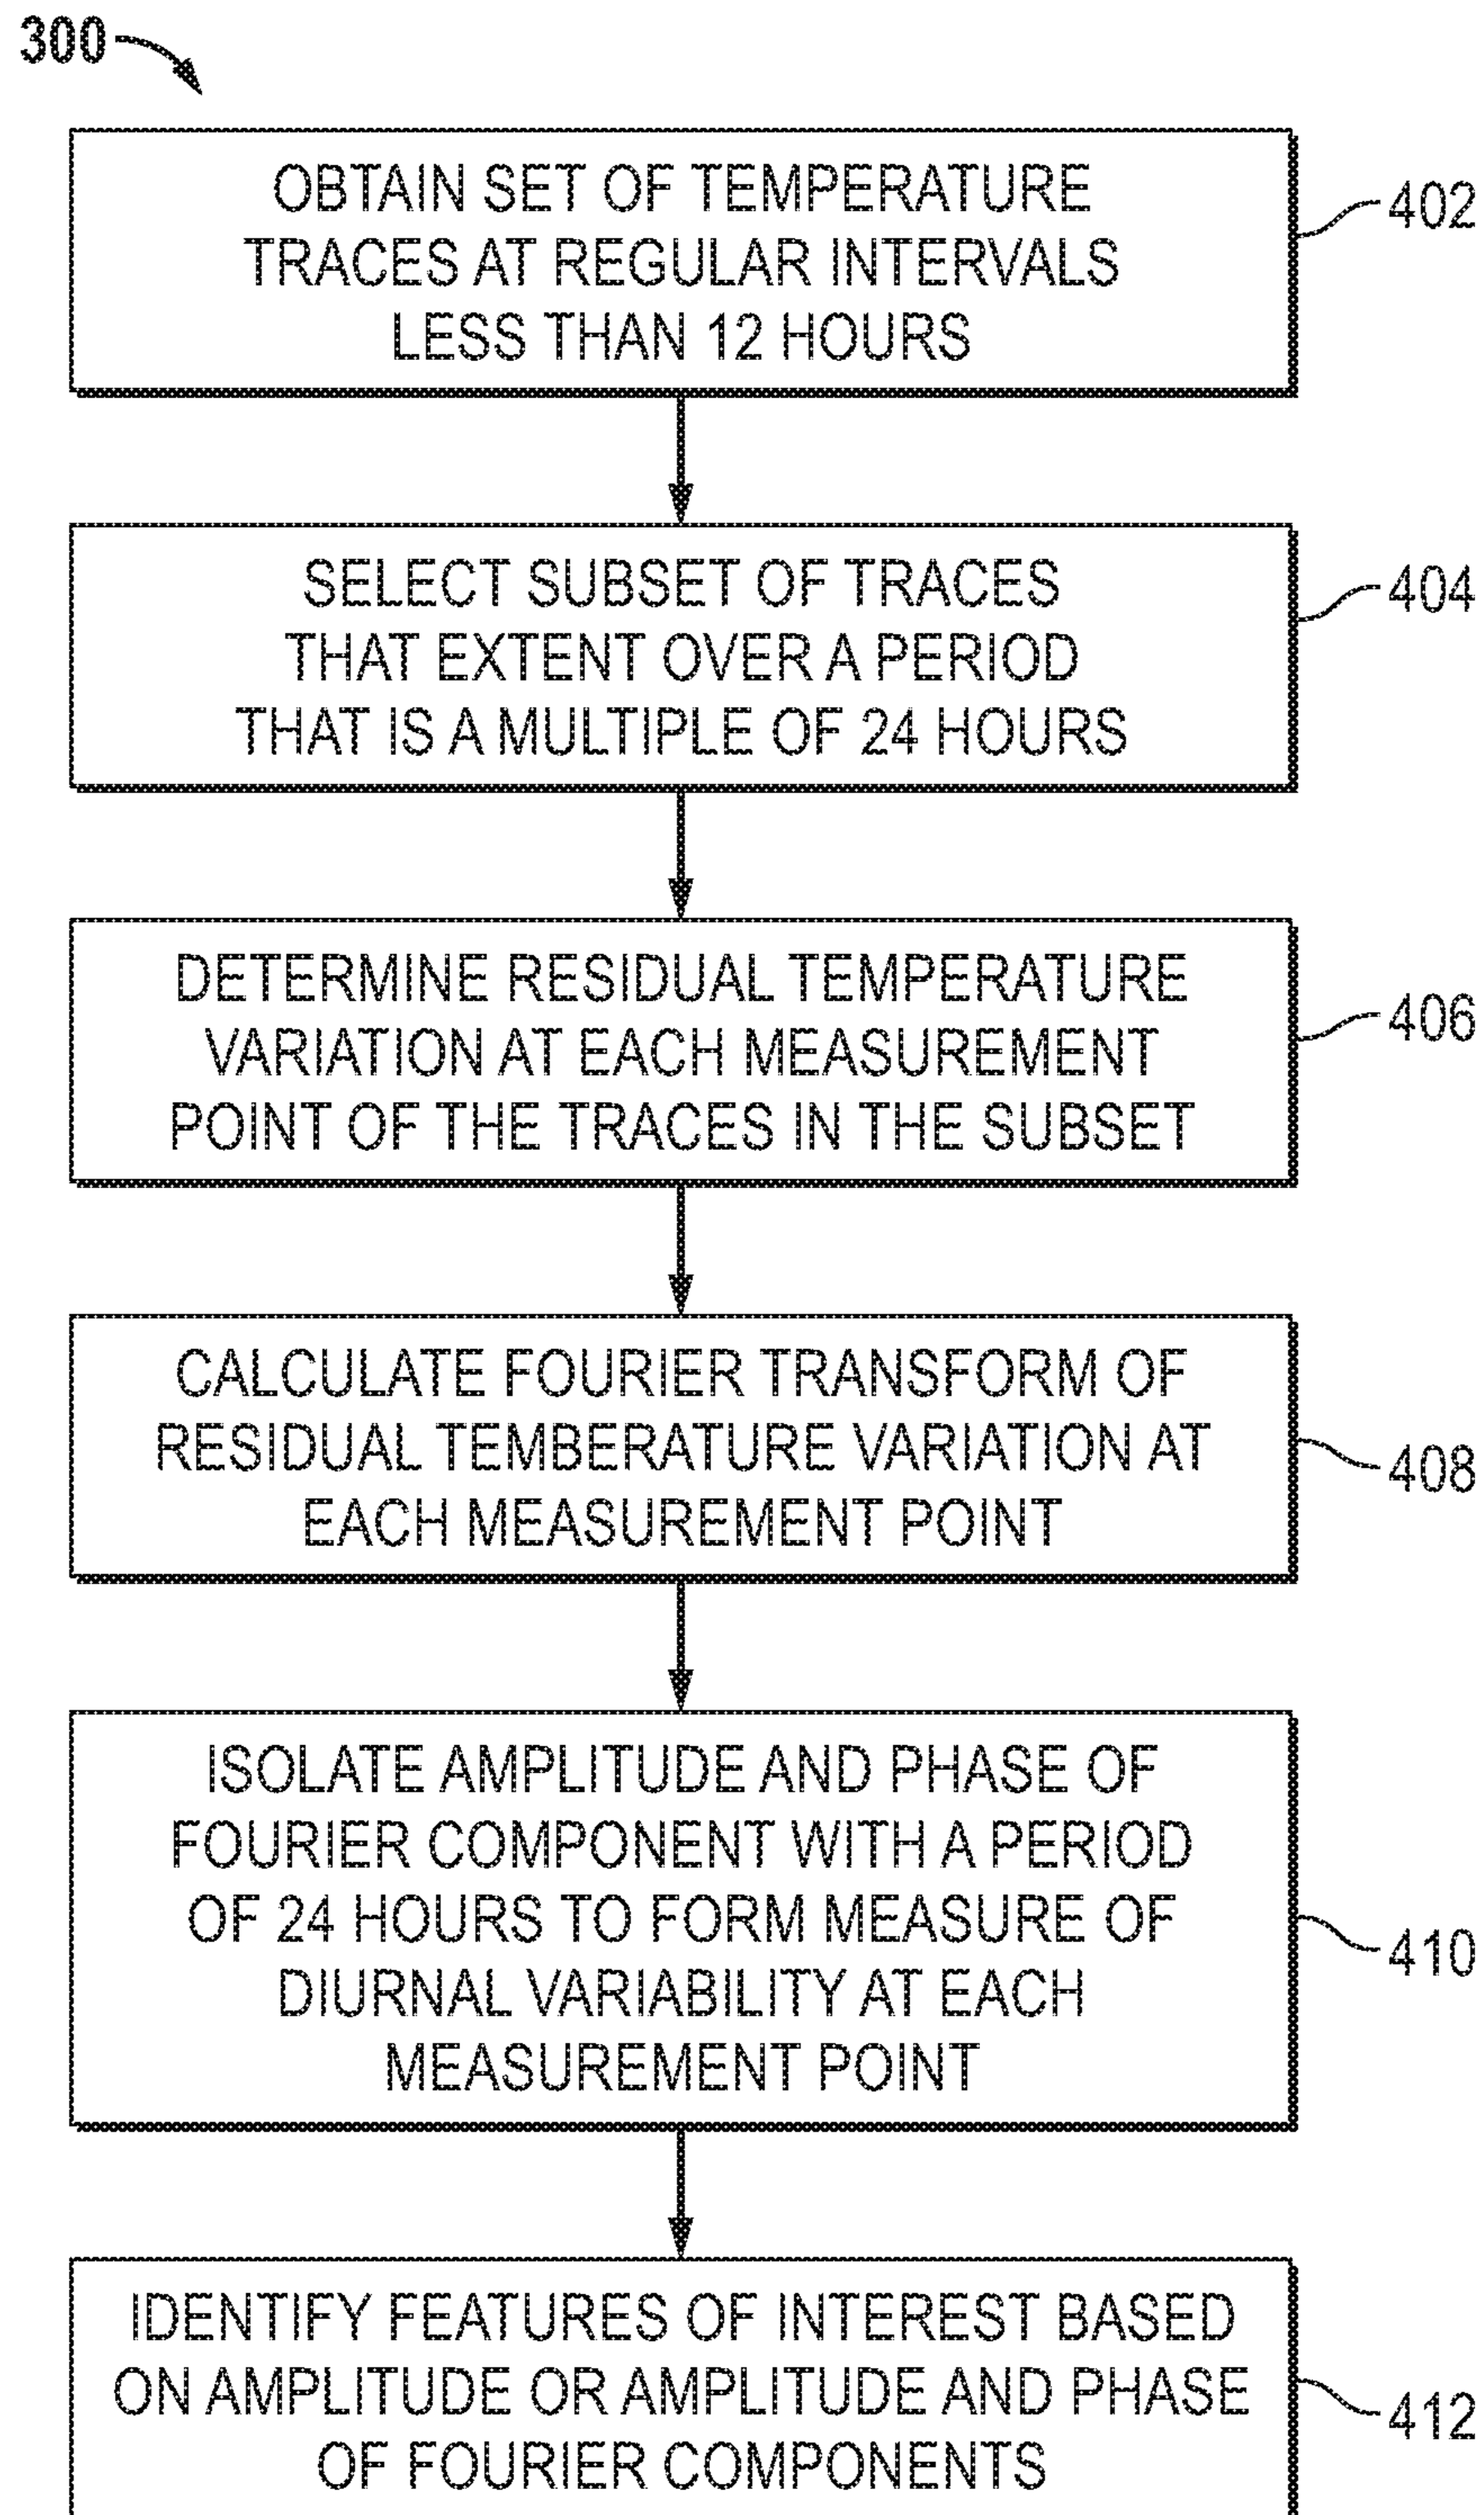 300
OBTAIN SET OF TEMPERATURE
TRACES AT REGULAR INTERVALS
LESS THAN 12 HOURS
402
SELECT SUBSET OF TRACES
THAT EXTENT OVER A PERIOD
THAT IS A MULTIPLE OF 24 HOURS
404
DETERMINE RESIDUAL TEMPERATURE
VARIATION AT EACH MEASUREMENT
POINT OF THE TRACES IN THE SUBSET
406
CALCULATE FOURIER TRANSFORM OF
RESIDUAL TEMBERATURE VARIATION AT
EACH MEASUREMENT POINT
408
ISOLATE AMPLITUDE AND PHASE OF
FOURIER COMPONENT WITH A PERIOD
OF 24 HOURS TO FORM MEASURE OF
DIURNAL VARIABILITY AT EACH
MEASUREMENT POINT
410
IDENTIFY FEATURES OF INTEREST BASED
ON AMPLITUDE OR AMPLITUDE AND PHASE
OF FOURIER COMPONENTS
412